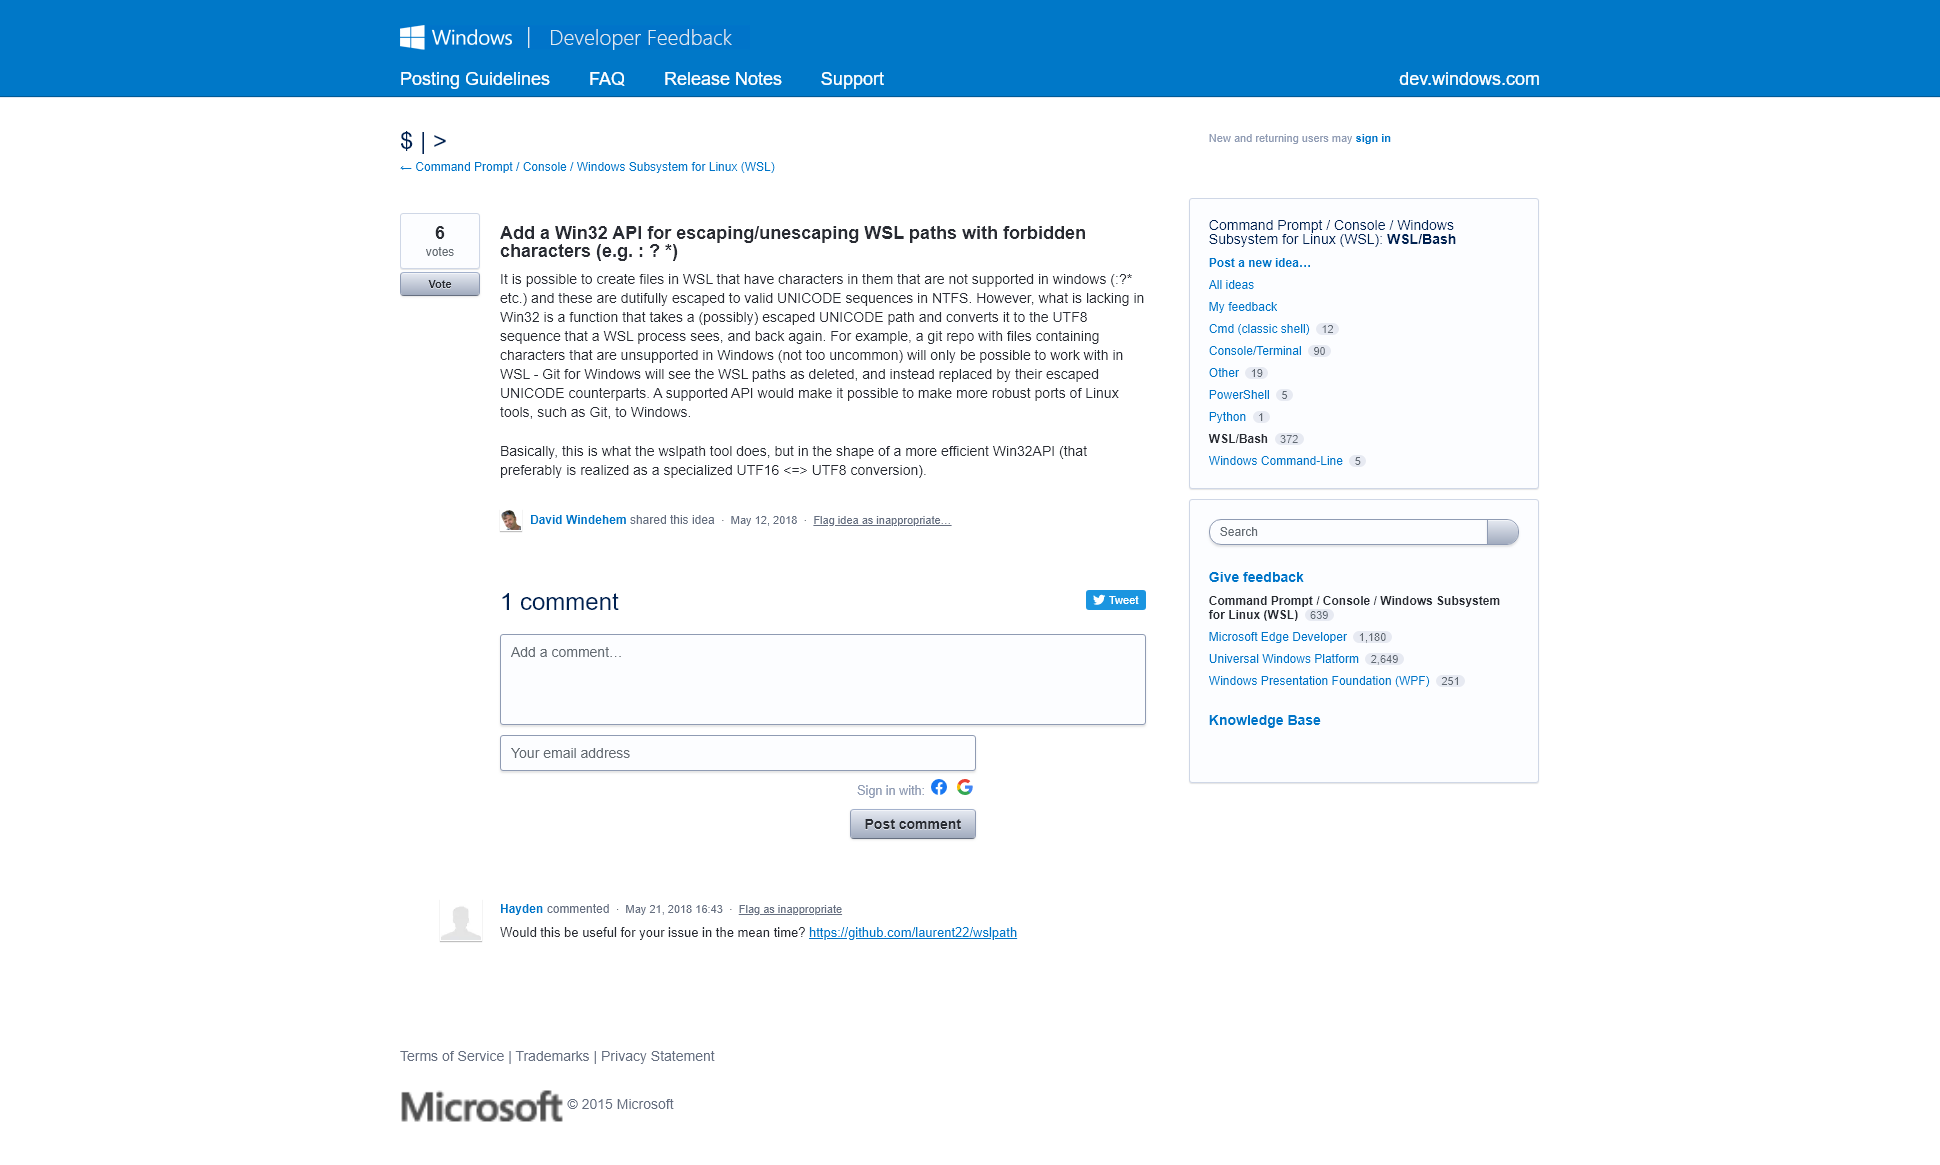 Windows | Developer Feedback
Posting Guidelines FAQ Release Notes Support dev.windows.com
$ | >
New and returning users may sign in
← Command Prompt / Console / Windows Subsystem for Linux (WSL)
6
votes
Vote
Add a Win32 API for escaping/unescaping WSL paths with forbidden
characters (e.g. : ? *)
It is possible to create files in WSL that have characters in them that are not supported in windows (:?*
etc.) and these are dutifully escaped to valid UNICODE sequences in NTFS. However, what is lacking in
Win32 is a function that takes a (possibly) escaped UNICODE path and converts it to the UTF8
sequence that a WSL process sees, and back again. For example, a git repo with files containing
characters that are unsupported in Windows (not too uncommon) will only be possible to work with in
WSL - Git for Windows will see the WSL paths as deleted, and instead replaced by their escaped
UNICODE counterparts. A supported API would make it possible to make more robust ports of Linux
tools, such as Git, to Windows.
Basically, this is what the wslpath tool does, but in the shape of a more efficient Win32API (that
preferably is realized as a specialized UTF16 <=> UTF8 conversion).
David Windehem shared this idea · May 12, 2018 · Flag idea as inappropriate…
1 comment
Tweet
Add a comment…
Your email address
Sign in with:
Post comment
Hayden commented · May 21, 2018 16:43 · Flag as inappropriate
Would this be useful for your issue in the mean time? https://github.com/laurent22/wslpath
Command Prompt / Console / Windows
Subsystem for Linux (WSL): WSL/Bash
Post a new idea…
All ideas
My feedback
Cmd (classic shell) 12
Console/Terminal 90
Other 19
PowerShell 5
Python 1
WSL/Bash 372
Windows Command-Line 5
Search
Give feedback
Command Prompt / Console / Windows Subsystem
for Linux (WSL) 639
Microsoft Edge Developer 1,180
Universal Windows Platform 2,649
Windows Presentation Foundation (WPF) 251
Knowledge Base
Terms of Service | Trademarks | Privacy Statement
Microsoft © 2015 Microsoft